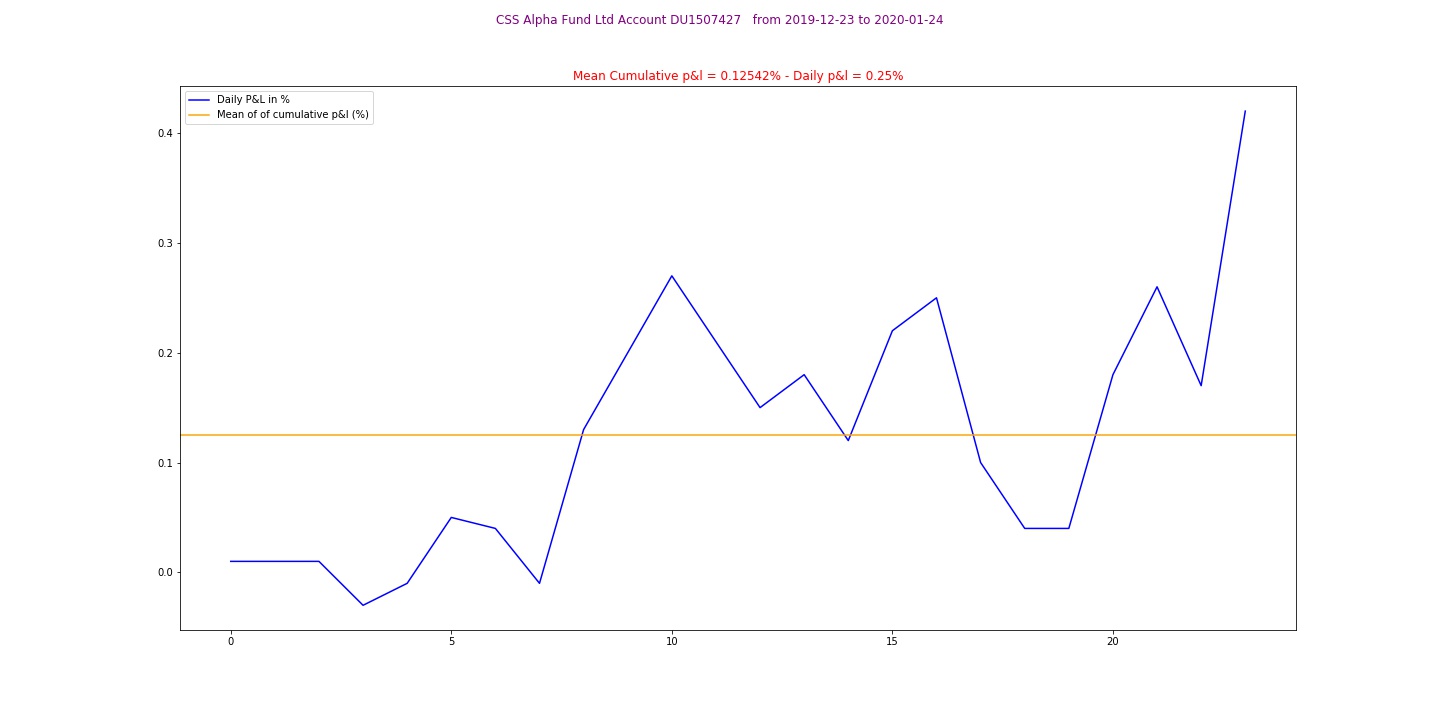 CSS Alpha Fund Ltd Account DU1507427   from 2019-12-23 to 2020-01-24
Mean Cumulative p&l = 0.12542% - Daily p&l = 0.25%
Daily P&L in %
Mean of of cumulative p&l (%)
0.4
0.3
0.2
0.1
0.0
0 5 10 15 20